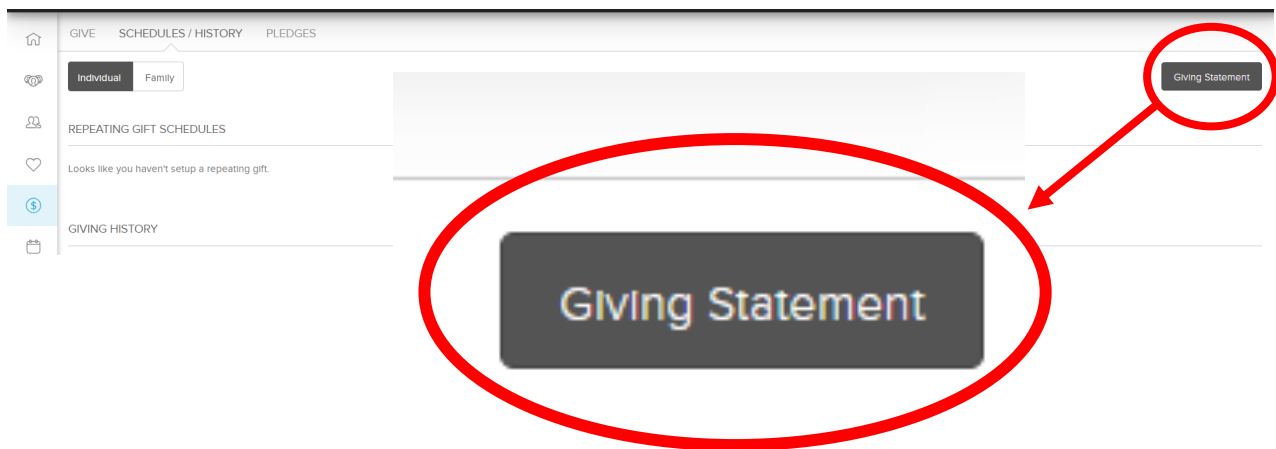 GIVE SCHEDULES / HISTORY PLEDGES
Individual Family Giving Statement
REPEATING GIFT SCHEDULES
Looks like you haven't setup a repeating gift.
GIVING HISTORY
Giving Statement